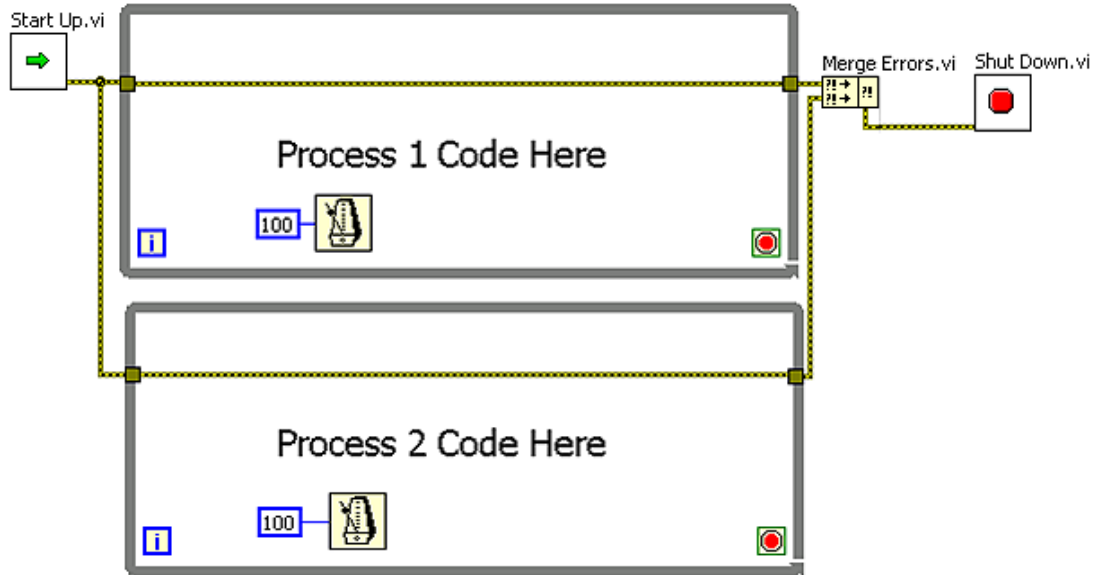 Start Up.vi
Merge Errors.vi
Shut Down.vi
?!
?!
?!
Process 1 Code Here
100
i
Process 2 Code Here
100
i